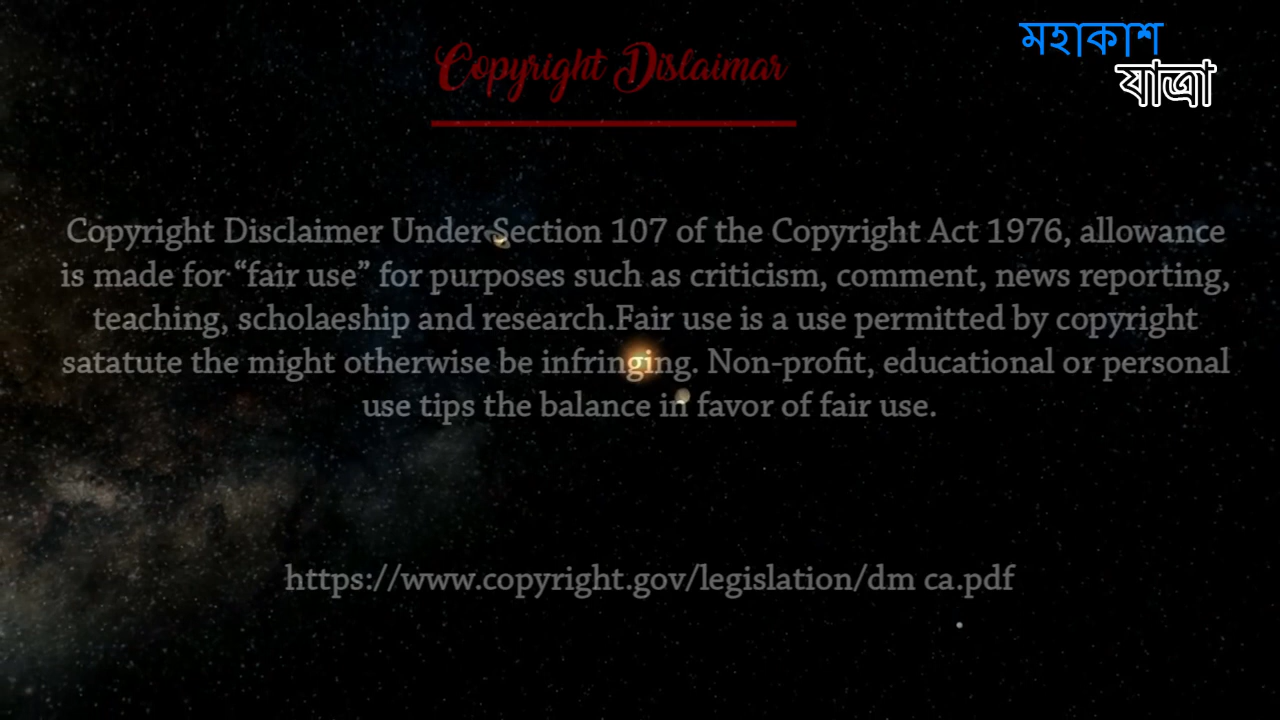 Copyright Dislaimar
মহাকাশ
যাত্রা
Copyright Disclaimer Under Section 107 of the Copyright Act 1976, allowance
is made for “fair use” for purposes such as criticism, comment, news reporting,
teaching, scholaeship and research.Fair use is a use permitted by copyright
satatute the might otherwise be infringing. Non-profit, educational or personal
use tips the balance in favor of fair use.
https://www.copyright.gov/legislation/dm ca.pdf